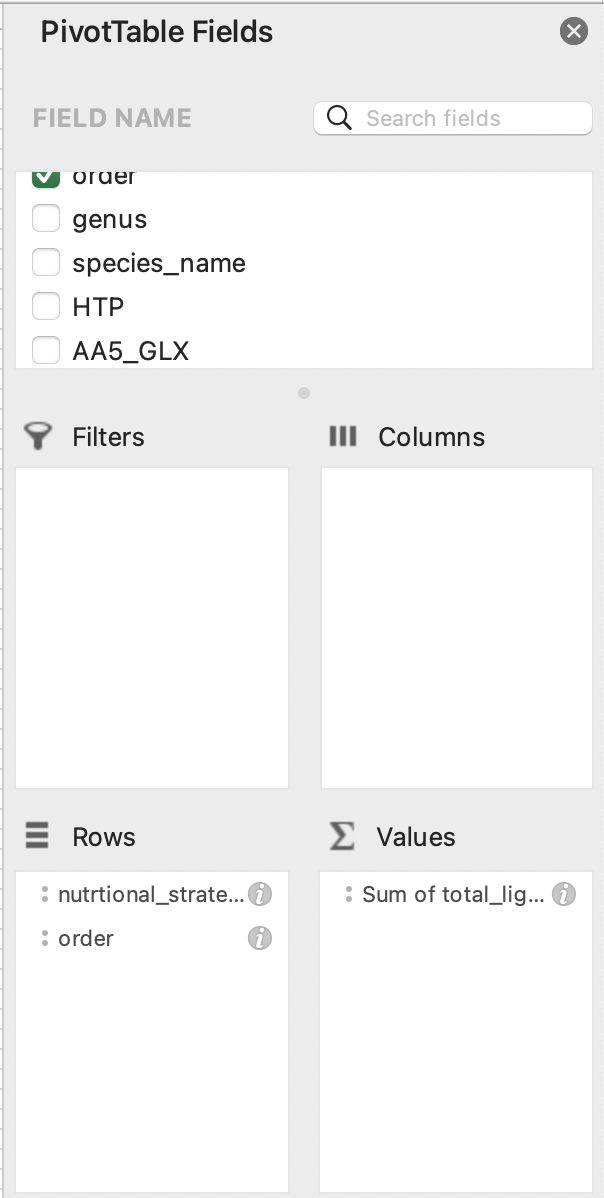 PivotTable Fields
FIELD NAME
Search fields
order
genus
species_name
HTP
AA5_GLX
Filters
Columns
Rows
Values
nutrtional_strate...
order
Sum of total_lig...